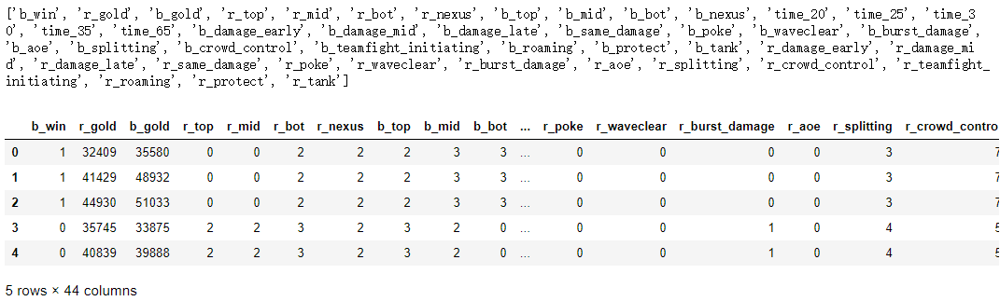 ['b_win', 'r_gold', 'b_gold', 'r_top', 'r_mid', 'r_bot', 'r_nexus', 'b_top', 'b_mid', 'b_bot', 'b_nexus', 'time_20', 'time_25', 'time_3
0', 'time_35', 'time_65', 'b_damage_early', 'b_damage_mid', 'b_damage_late', 'b_same_damage', 'b_poke', 'b_waveclear', 'b_burst_damage',
'b_aoe', 'b_splitting', 'b_crowd_control', 'b_teamfight_initiating', 'b_roaming', 'b_protect', 'b_tank', 'r_damage_early', 'r_damage_mi
d', 'r_damage_late', 'r_same_damage', 'r_poke', 'r_waveclear', 'r_burst_damage', 'r_aoe', 'r_splitting', 'r_crowd_control', 'r_teamfight_
initiating', 'r_roaming', 'r_protect', 'r_tank']
b_win r_gold b_gold r_top r_mid r_bot r_nexus b_top b_mid b_bot ... r_poke r_waveclear r_burst_damage r_aoe r_splitting r_crowd_contro
0 1 32409 35580 0 0 2 2 2 3 3 ... 0 0 0 0 3 7
1 1 41429 48932 0 0 2 2 2 3 3 ... 0 0 0 0 3 7
2 1 44930 51033 0 0 2 2 2 3 3 ... 0 0 0 0 3 7
3 0 35745 33875 2 2 3 2 3 2 0 ... 0 0 1 0 4 5
4 0 40839 39888 2 2 3 2 3 2 0 ... 0 0 1 0 4 5
5 rows × 44 columns